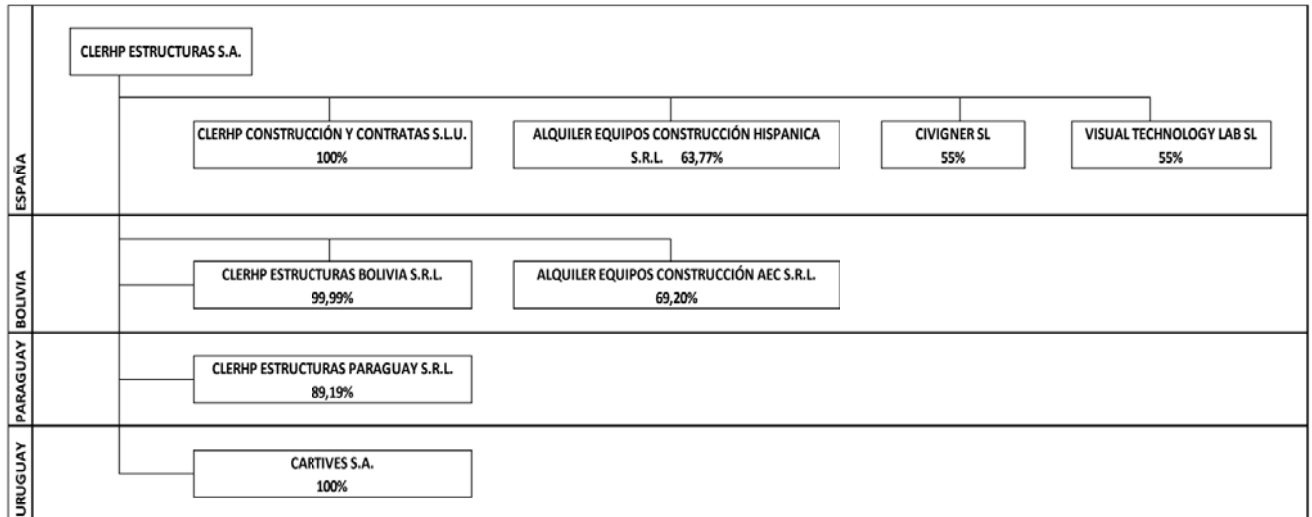 ESPAÑA
CLERHP ESTRUCTURAS S.A.
CLERHP CONSTRUCCIÓN Y CONTRATAS S.L.U.
100%
ALQUILER EQUIPOS CONSTRUCCIÓN HISPANICA
S.R.L. 63,77%
CIVIGNER SL
55%
VISUAL TECHNOLOGY LAB SL
55%
BOLIVIA
CLERHP ESTRUCTURAS BOLIVIA S.R.L.
99,99%
ALQUILER EQUIPOS CONSTRUCCIÓN AEC S.R.L.
69,20%
PARAGUAY
CLERHP ESTRUCTURAS PARAGUAY S.R.L.
89,19%
URUGUAY
CARTIVES S.A.
100%